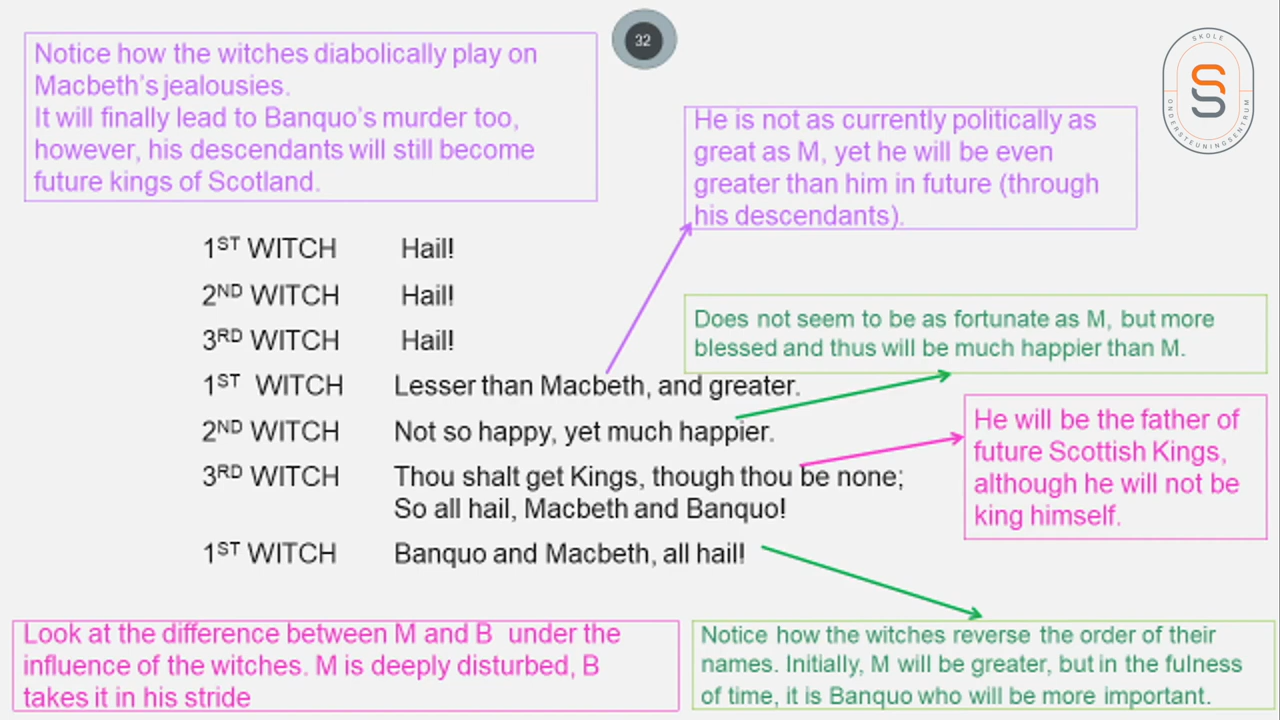 32
SKOLE
ONDERSTEUNINGSENTRUM
Notice how the witches diabolically play on
Macbeth's jealousies.
It will finally lead to Banquo's murder too,
however, his descendants will still become
future kings of Scotland.
He is not as currently politically as
great as M, yet he will be even
greater than him in future (through
his descendants).
1ST WITCH Hail!
2ND WITCH Hail!
3RD WITCH Hail!
Does not seem to be as fortunate as M, but more
blessed and thus will be much happier than M.
1ST WITCH Lesser than Macbeth, and greater.
2ND WITCH Not so happy, yet much happier.
3RD WITCH Thou shalt get Kings, though thou be none;
So all hail, Macbeth and Banquo!
He will be the father of
future Scottish Kings,
although he will not be
king himself.
1ST WITCH Banquo and Macbeth, all hail!
Look at the difference between M and B under the
influence of the witches. M is deeply disturbed, B
takes it in his stride
Notice how the witches reverse the order of their
names. Initially, M will be greater, but in the fulness
of time, it is Banquo who will be more important.